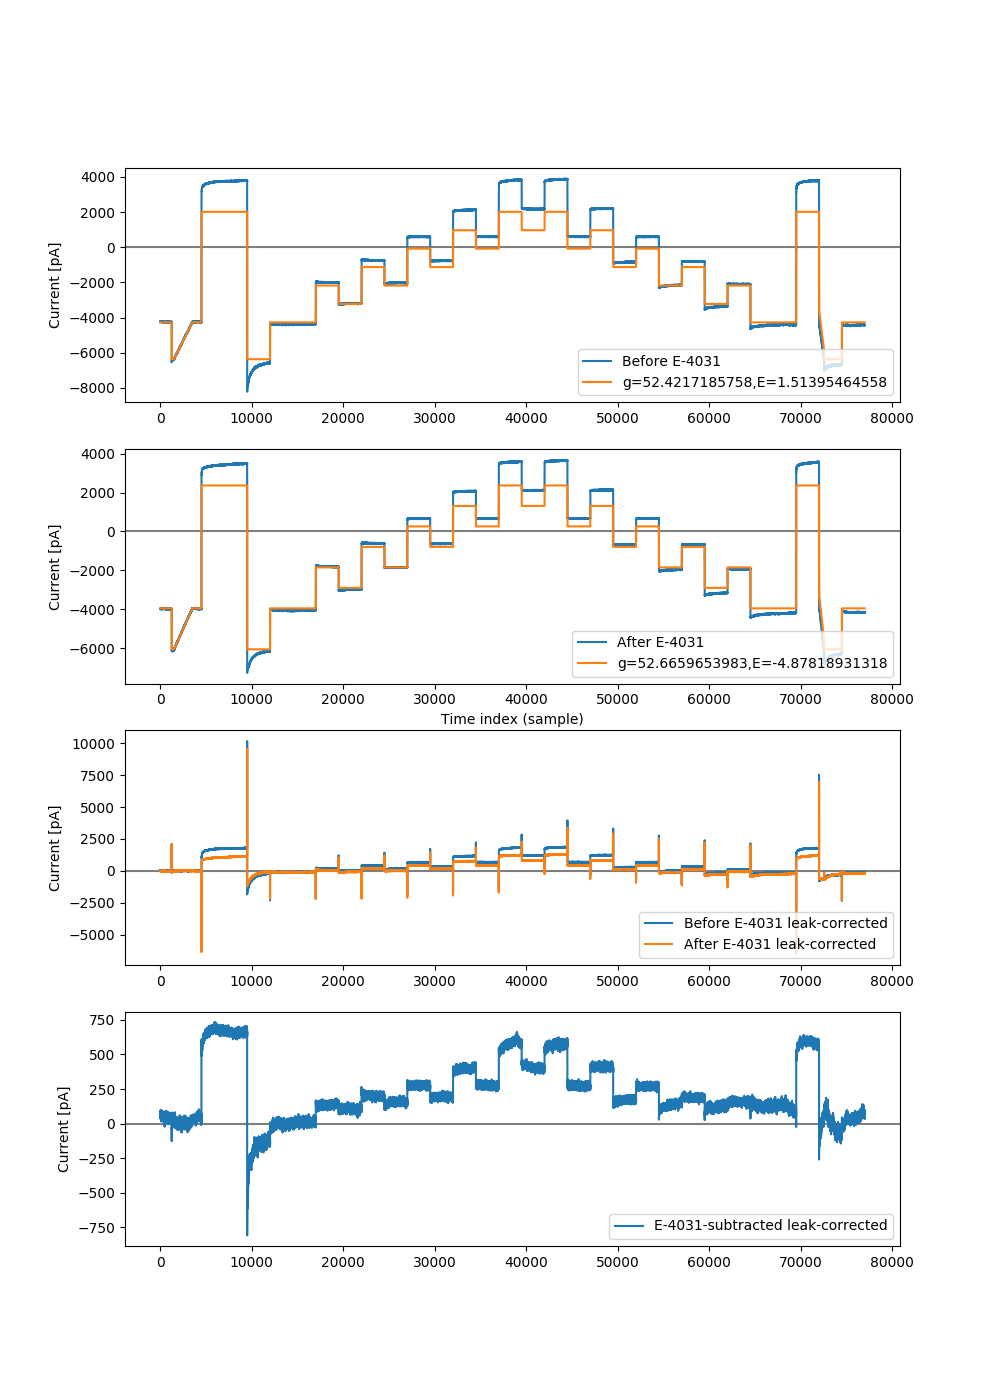 4000
2000
0
−2000
−4000
−6000
−8000
Current [pA]
Before E-4031
g=52.4217185758,E=1.51395464558
0 10000 20000 30000 40000 50000 60000 70000 80000
4000
2000
0
−2000
−4000
−6000
Current [pA]
After E-4031
g=52.6659653983,E=-4.87818931318
0 10000 20000 30000 40000 50000 60000 70000 80000
Time index (sample)
10000
7500
5000
2500
0
−2500
−5000
Current [pA]
Before E-4031 leak-corrected
After E-4031 leak-corrected
0 10000 20000 30000 40000 50000 60000 70000 80000
750
500
250
0
−250
−500
−750
Current [pA]
E-4031-subtracted leak-corrected
0 10000 20000 30000 40000 50000 60000 70000 80000